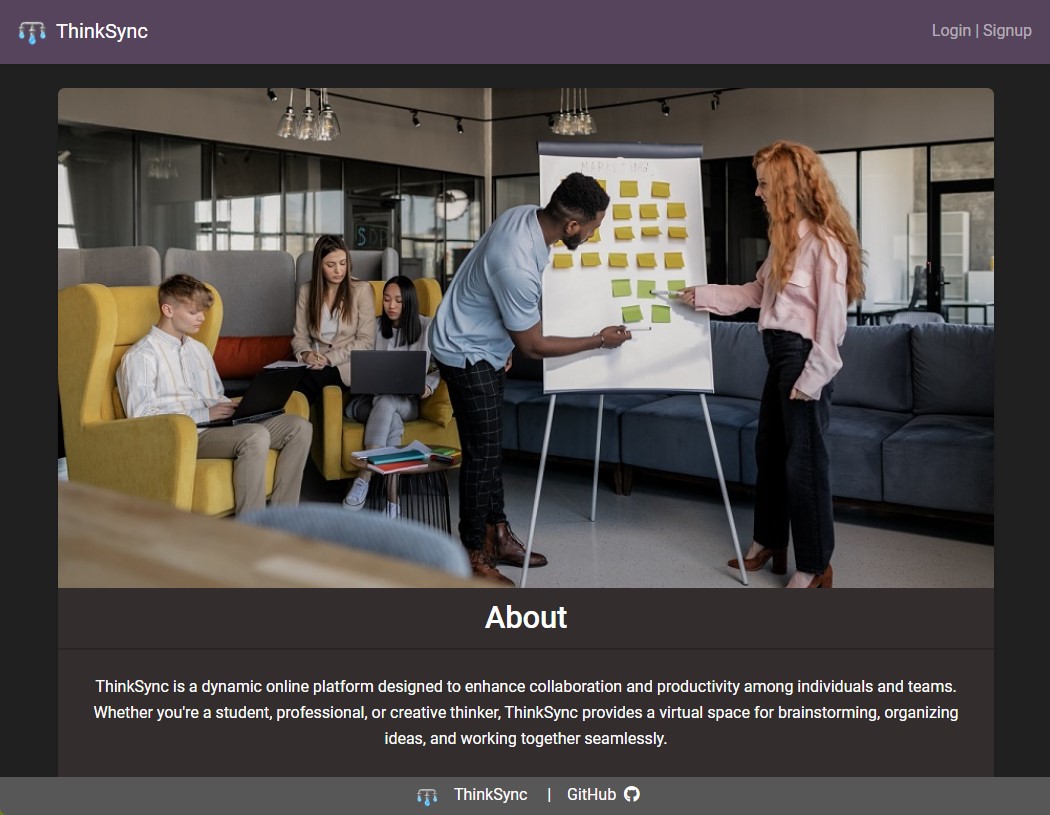 ThinkSync
Login | Signup
MARKETING
About
ThinkSync is a dynamic online platform designed to enhance collaboration and productivity among individuals and teams.
Whether you're a student, professional, or creative thinker, ThinkSync provides a virtual space for brainstorming, organizing
ideas, and working together seamlessly.
ThinkSync | GitHub